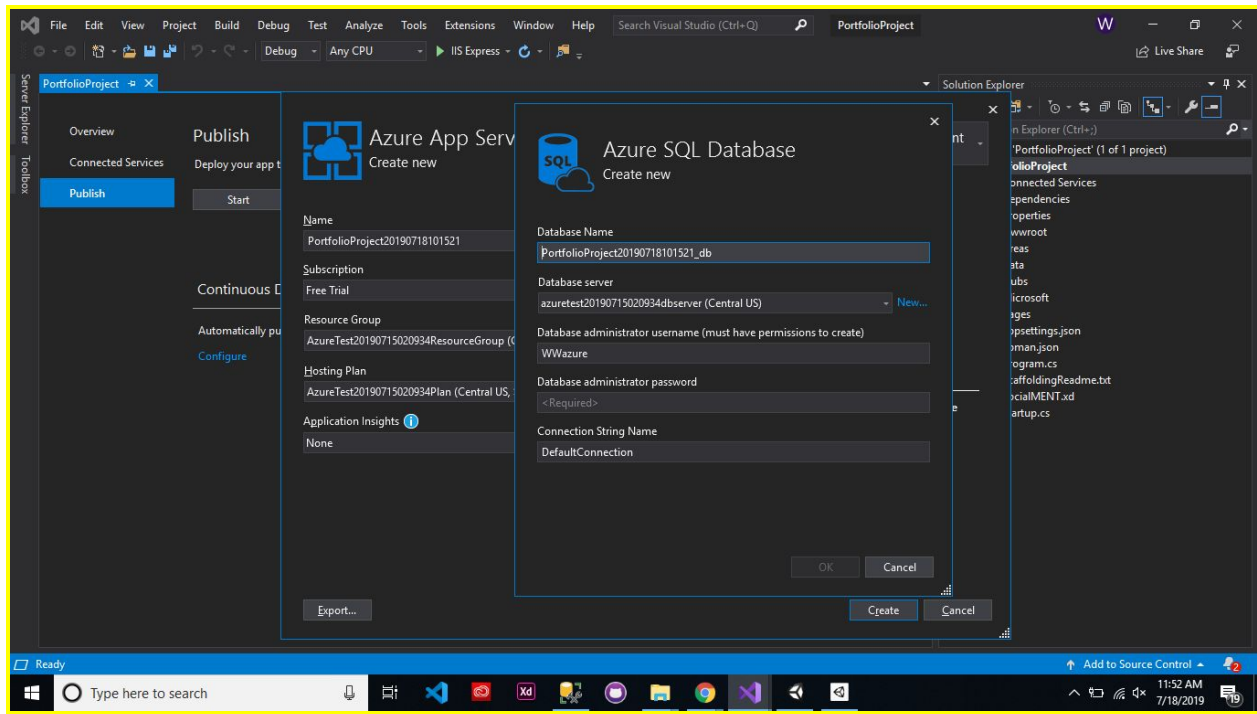 File Edit View Project Build Debug Test Analyze Tools Extensions Window Help Search Visual Studio (Ctrl+Q) PortfolioProject W
Debug Any CPU IIS Express Live Share
Server Explorer
Toolbox
PortfolioProject
Overview
Connected Services
Publish
Publish
Deploy your app t
Start
Continuous D
Automatically pu
Configure
Azure App Serv
Create new
Name
PortfolioProject20190718101521
Subscription
Free Trial
Resource Group
AzureTest20190715020934ResourceGroup (C
Hosting Plan
AzureTest20190715020934Plan (Central US,
Application Insights
None
Export...
Create Cancel
nt
SQL
Azure SQL Database
Create new
Database Name
PortfolioProject20190718101521_db
Database server
azuretest20190715020934dbserver (Central US) New...
Database administrator username (must have permissions to create)
WWazure
Database administrator password
<Required>
Connection String Name
DefaultConnection
OK Cancel
Solution Explorer
n Explorer (Ctrl+;)
'PortfolioProject' (1 of 1 project)
folioProject
onnected Services
ependencies
roperties
wwroot
reas
ata
ubs
icrosoft
ages
ppsettings.json
oman.json
rogram.cs
caffoldingReadme.txt
ocialMENT.xd
artup.cs
Ready Add to Source Control 2
Type here to search Xd 11:52 AM
7/18/2019 19